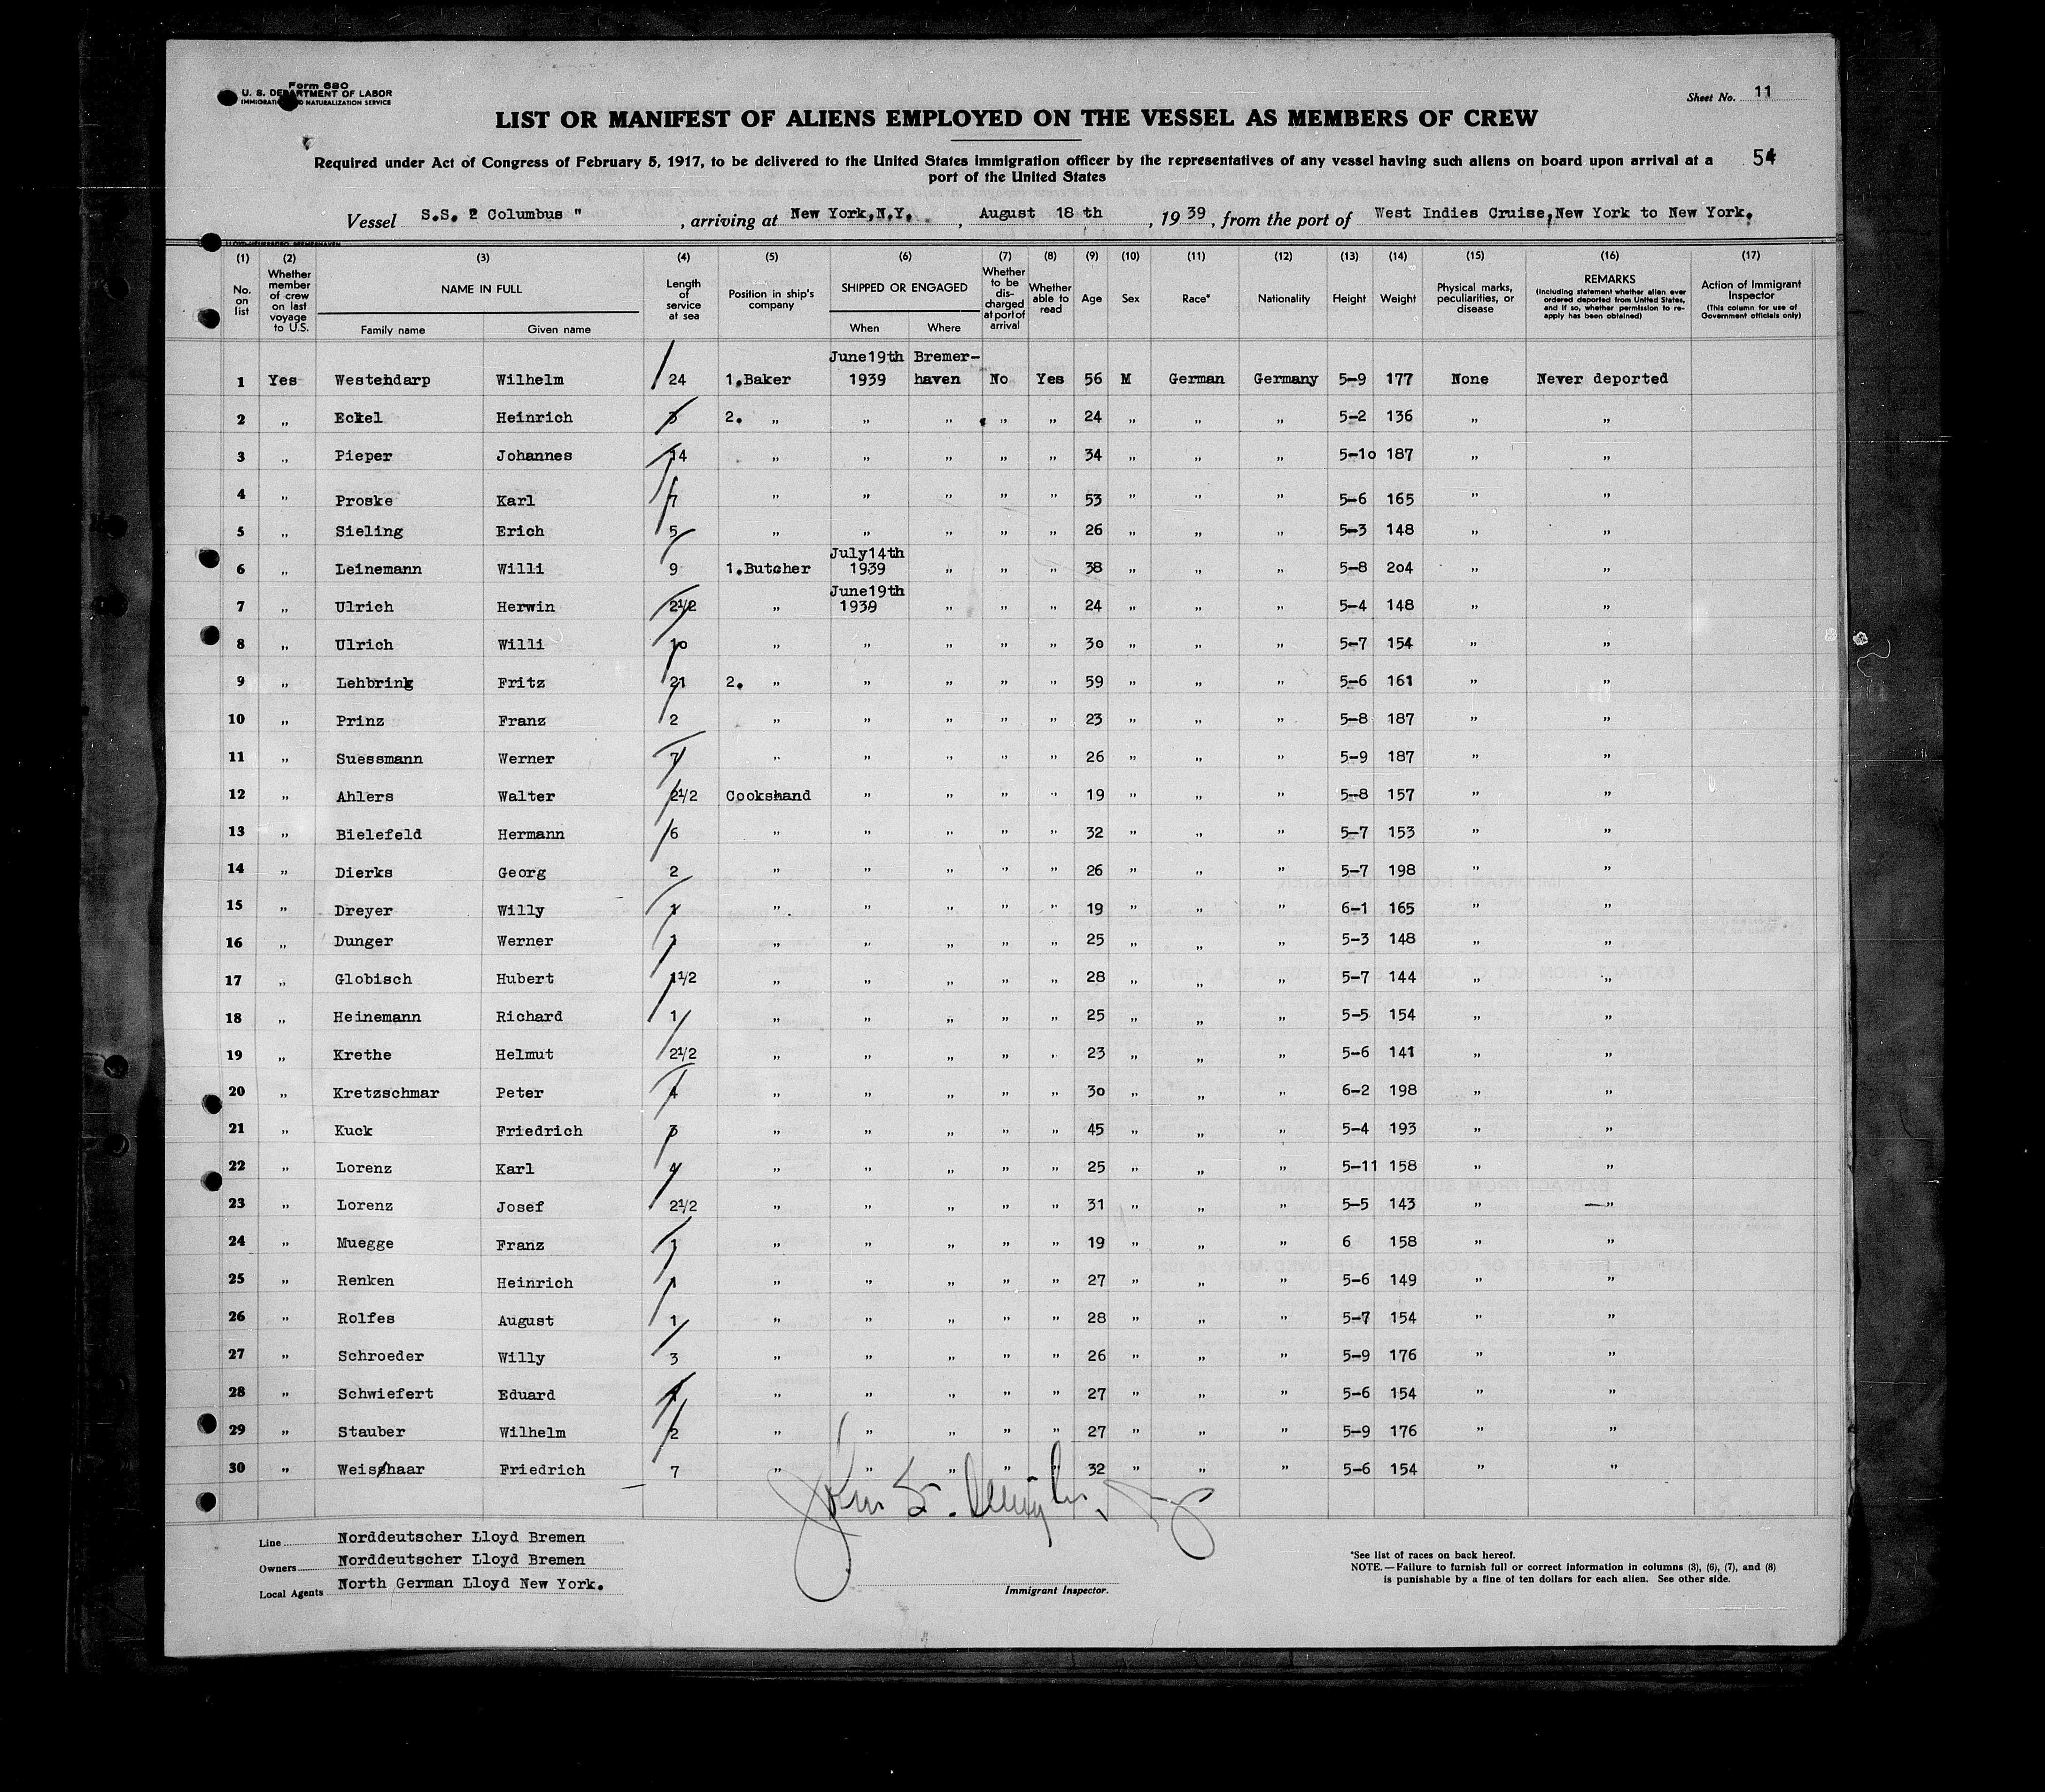 Form 680
U. S. DEPARTMENT OF LABOR
IMMIGRATION AND NATURALIZATION SERVICE
Sheet No. 11
LIST OR MANIFEST OF ALIENS EMPLOYED ON THE VESSEL AS MEMBERS OF CREW
Required under Act of Congress of February 5, 1917, to be delivered to the United States immigration officer by the representatives of any vessel having such aliens on board upon arrival at a
port of the United States
54
Vessel S.S. " Columbus ", arriving at New York,N.Y., August 18 th, 1939, from the port of West Indies Cruise,New York to New York.
(1) (2) (3) (4) (5) (6) (7) (8) (9) (10) (11) (12) (13) (14) (15) (16) (17)
No. on list
Whether member of crew on last voyage to U.S.
NAME IN FULL
Family name Given name
Length of service at sea
Position in ship's company
SHIPPED OR ENGAGED
When Where
Whether to be discharged at port of arrival
Whether able to read
Age
Sex
Race*
Nationality
Height
Weight
Physical marks, peculiarities, or disease
REMARKS
(Including statement whether alien ever ordered deported from United States, and if so, whether permission to re-apply has been obtained)
Action of Immigrant Inspector
(This column for use of Government officials only)
1 Yes Westendarp Wilhelm 24 1.Baker June19th 1939 Bremer-haven No Yes 56 M German Germany 5-9 177 None Never deported
2 " Eckel Heinrich 3 2. " " " " " 24 " " " 5-2 136 " "
3 " Pieper Johannes 14 " " " " " 34 " " " 5-10 187 " "
4 " Proske Karl 7 " " " " " 53 " " " 5-6 165 " "
5 " Sieling Erich 5 " " " " " 26 " " " 5-3 148 " "
6 " Leinemann Willi 9 1.Butcher July14th 1939 " " " 38 " " " 5-8 204 " "
7 " Ulrich Herwin 2½ " June19th 1939 " " " 24 " " " 5-4 148 " "
8 " Ulrich Willi 10 " " " " " 30 " " " 5-7 154 " "
9 " Lehbrink Fritz 21 2. " " " " " 59 " " " 5-6 161 " "
10 " Prinz Franz 2 " " " " " 23 " " " 5-8 187 " "
11 " Suessmann Werner 7 " " " " " 26 " " " 5-9 187 " "
12 " Ahlers Walter 2½ Cookshand " " " " 19 " " " 5-8 157 " "
13 " Bielefeld Hermann 6 " " " " " 32 " " " 5-7 153 " "
14 " Dierks Georg 2 " " " " " 26 " " " 5-7 198 " "
15 " Dreyer Willy 1 " " " " " 19 " " " 6-1 165 " "
16 " Dunger Werner 1 " " " " " 25 " " " 5-3 148 " "
17 " Globisch Hubert 1½ " " " " " 28 " " " 5-7 144 " "
18 " Heinemann Richard 1 " " " " " 25 " " " 5-5 154 " "
19 " Krethe Helmut 2½ " " " " " 23 " " " 5-6 141 " "
20 " Kretzschmar Peter 4 " " " " " 30 " " " 6-2 198 " "
21 " Kuck Friedrich 3 " " " " " 45 " " " 5-4 193 " "
22 " Lorenz Karl 4 " " " " " 25 " " " 5-11 158 " "
23 " Lorenz Josef 2½ " " " " " 31 " " " 5-5 143 " "
24 " Muegge Franz 1 " " " " " 19 " " " 6 158 " "
25 " Renken Heinrich 1 " " " " " 27 " " " 5-6 149 " "
26 " Rolfes August 1 " " " " " 28 " " " 5-7 154 " "
27 " Schroeder Willy 3 " " " " " 26 " " " 5-9 176 " "
28 " Schwiefert Eduard 1 " " " " " 27 " " " 5-6 154 " "
29 " Stauber Wilhelm 2 " " " " " 27 " " " 5-9 176 " "
30 " Weisshaar Friedrich 7 " " " " " 32 " " " 5-6 154 " "
Line Norddeutscher Lloyd Bremen
Owners Norddeutscher Lloyd Bremen
Local Agents North German Lloyd New York.
Immigrant Inspector.
*See list of races on back hereof.
NOTE.—Failure to furnish full or correct information in columns (3), (6), (7), and (8)
is punishable by a fine of ten dollars for each alien. See other side.